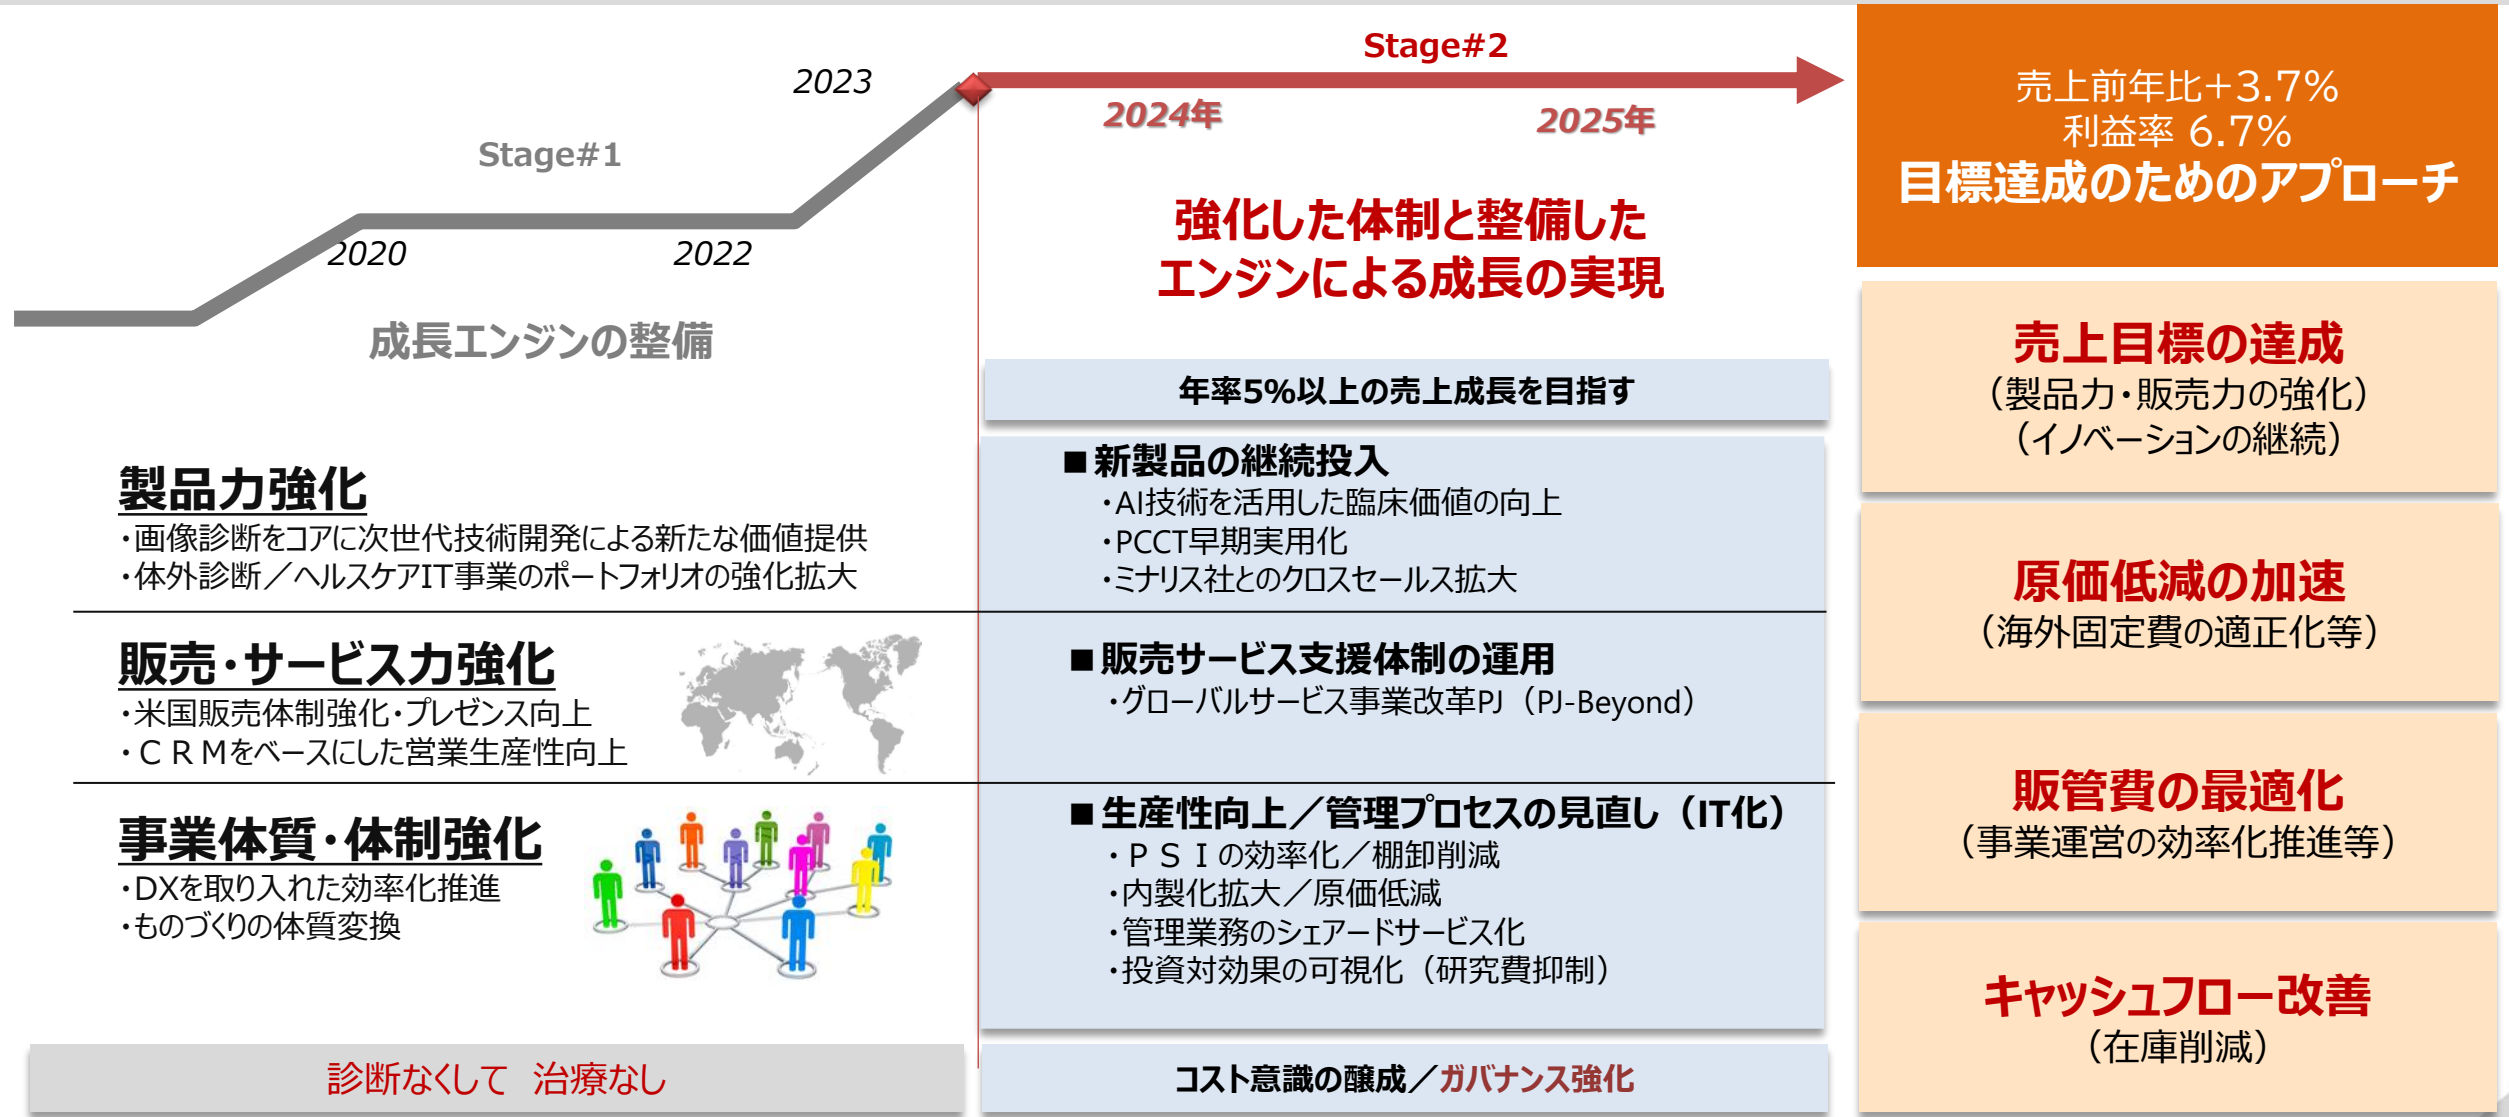 Stage#1
2020
2022
2023
成長エンジンの整備
Stage#2
2024年
2025年
強化した体制と整備した
エンジンによる成長の実現
年率5%以上の売上成長を目指す
製品力強化
・画像診断をコアに次世代技術開発による新たな価値提供
・体外診断／ヘルスケアIT事業のポートフォリオの強化拡大
■新製品の継続投入
・AI技術を活用した臨床価値の向上
・PCCT早期実用化
・ミナリス社とのクロスセールス拡大
販売・サービス力強化
・米国販売体制強化・プレゼンス向上
・ＣＲＭをベースにした営業生産性向上
■販売サービス支援体制の運用
・グローバルサービス事業改革PJ（PJ-Beyond）
事業体質・体制強化
・DXを取り入れた効率化推進
・ものづくりの体質変換
■生産性向上／管理プロセスの見直し（IT化）
・ＰＳＩの効率化／棚卸削減
・内製化拡大／原価低減
・管理業務のシェアードサービス化
・投資対効果の可視化（研究費抑制）
診断なくして　治療なし
コスト意識の醸成／ガバナンス強化
売上前年比＋3.7％
利益率 6.7％
目標達成のためのアプローチ
売上目標の達成
（製品力・販売力の強化）
（イノベーションの継続）
原価低減の加速
（海外固定費の適正化等）
販管費の最適化
（事業運営の効率化推進等）
キャッシュフロー改善
（在庫削減）